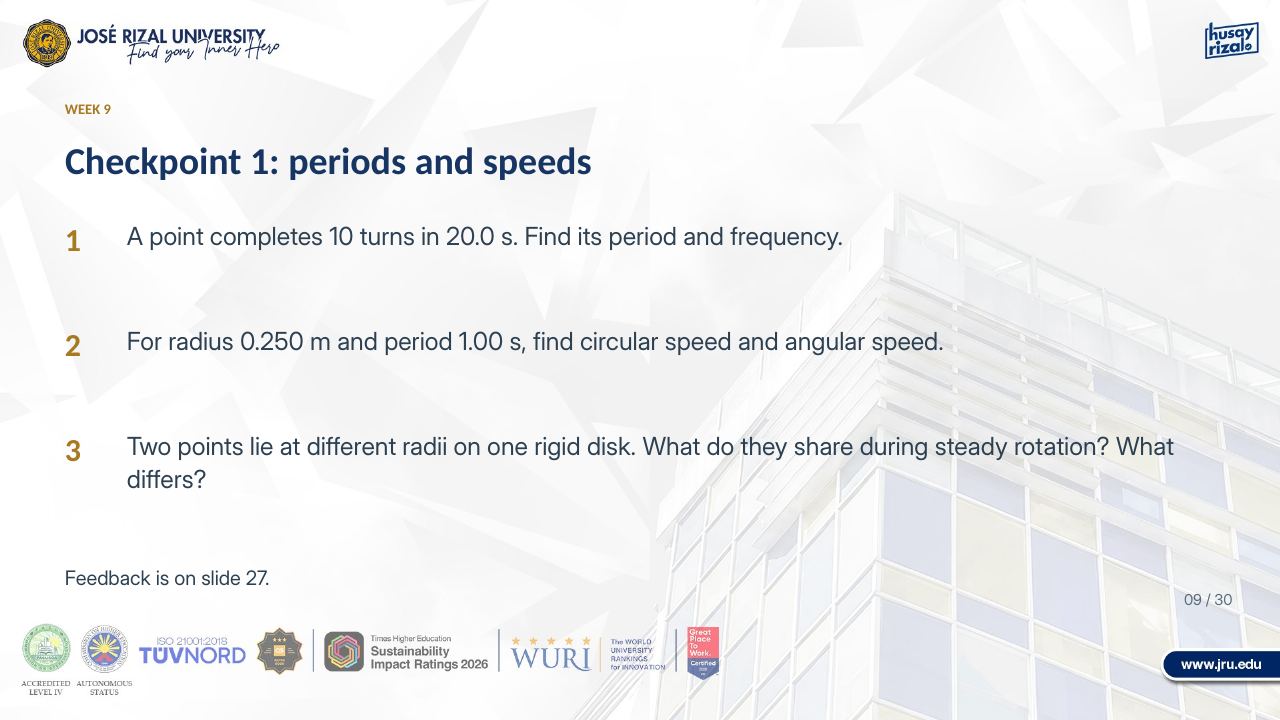 JOSÉ RIZAL UNIVERSITY
Find your Inner Hero
husay
rizal
WEEK 9
Checkpoint 1: periods and speeds
1 A point completes 10 turns in 20.0 s. Find its period and frequency.
2 For radius 0.250 m and period 1.00 s, find circular speed and angular speed.
3 Two points lie at different radii on one rigid disk. What do they share during steady rotation? What
differs?
Feedback is on slide 27.
09 / 30
ACCREDITED
LEVEL IV
AUTONOMOUS
STATUS
ISO 21001:2018
TÜVNORD
Times Higher Education
Sustainability
Impact Ratings 2026
WURI
The WORLD
UNIVERSITY
RANKINGS
for INNOVATION
Great
Place
To
Work.
Certified
www.jru.edu